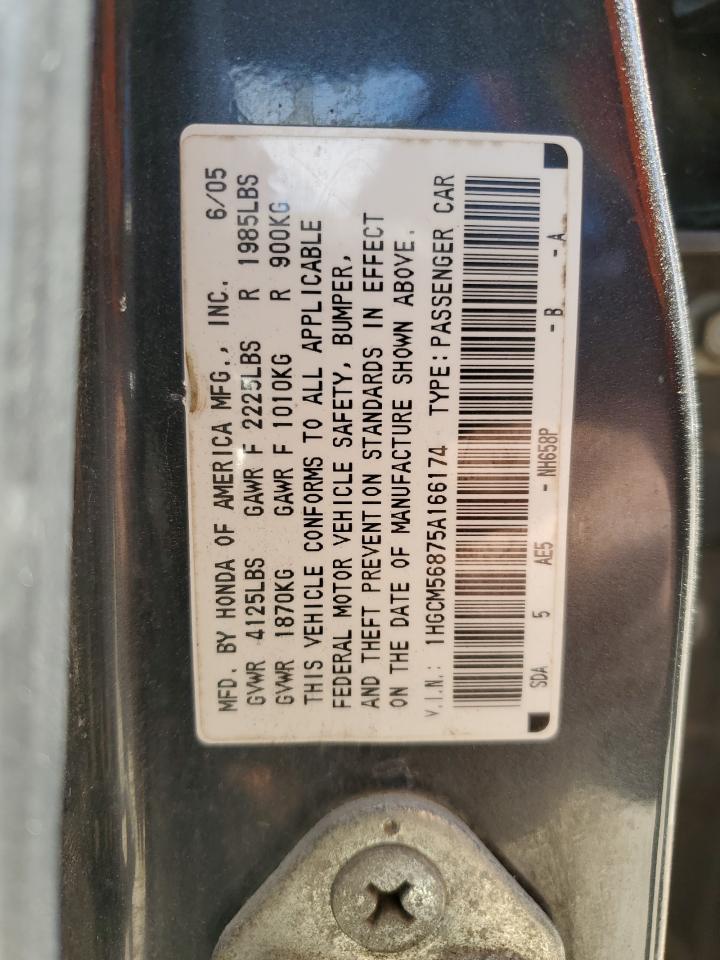 MFD. BY HONDA OF AMERICA MFG., INC. 6/05
GVWR 4125LBS GAWR F 2225LBS R 1985LBS
GVWR 1870KG GAWR F 1010KG R 900KG
THIS VEHICLE CONFORMS TO ALL APPLICABLE
FEDERAL MOTOR VEHICLE SAFETY, BUMPER,
AND THEFT PREVENTION STANDARDS IN EFFECT
ON THE DATE OF MANUFACTURE SHOWN ABOVE.
V.I.N.: 1HGCM56875A166174 TYPE: PASSENGER CAR
SDA 5 AE5 - NH658P - B - A